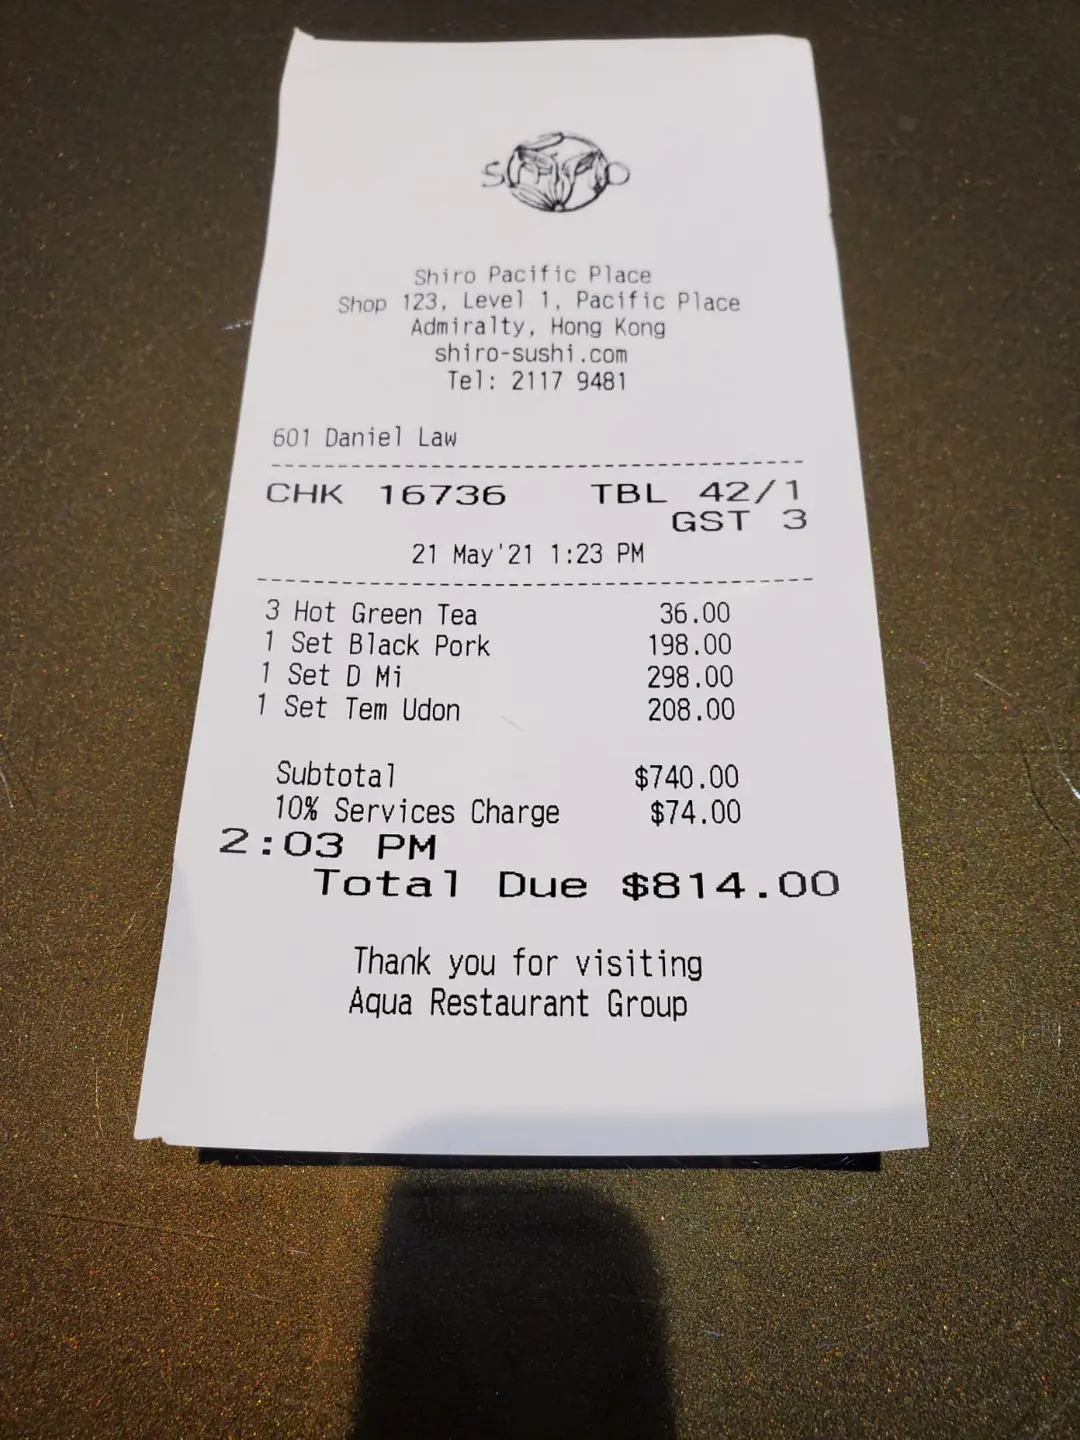 SHIRO
Shiro Pacific Place
Shop 123, Level 1, Pacific Place
Admiralty, Hong Kong
shiro-sushi.com
Tel: 2117 9481
601 Daniel Law
CHK 16736 TBL 42/1
GST 3
21 May'21 1:23 PM
3 Hot Green Tea 36.00
1 Set Black Pork 198.00
1 Set D Mi 298.00
1 Set Tem Udon 208.00
Subtotal $740.00
10% Services Charge $74.00
2:03 PM
Total Due $814.00
Thank you for visiting
Aqua Restaurant Group